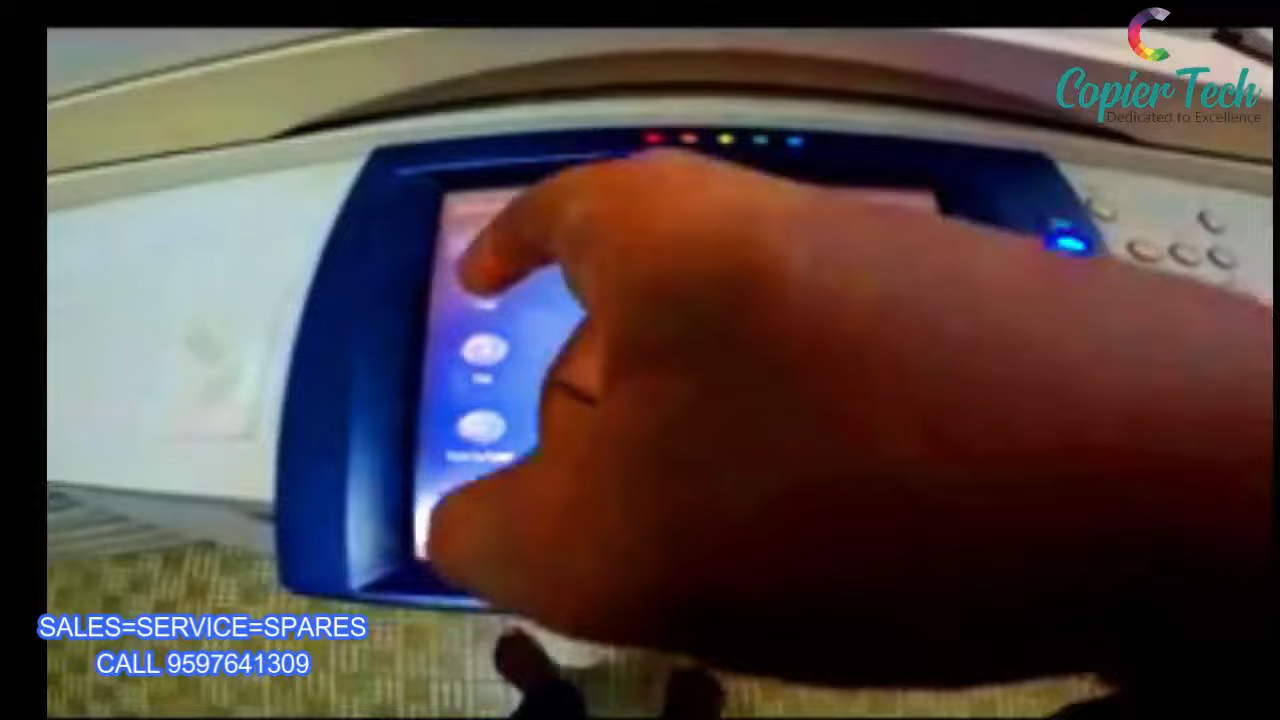 Copier Tech
Dedicated to Excellence
SALES=SERVICE=SPARES
CALL 9597641309